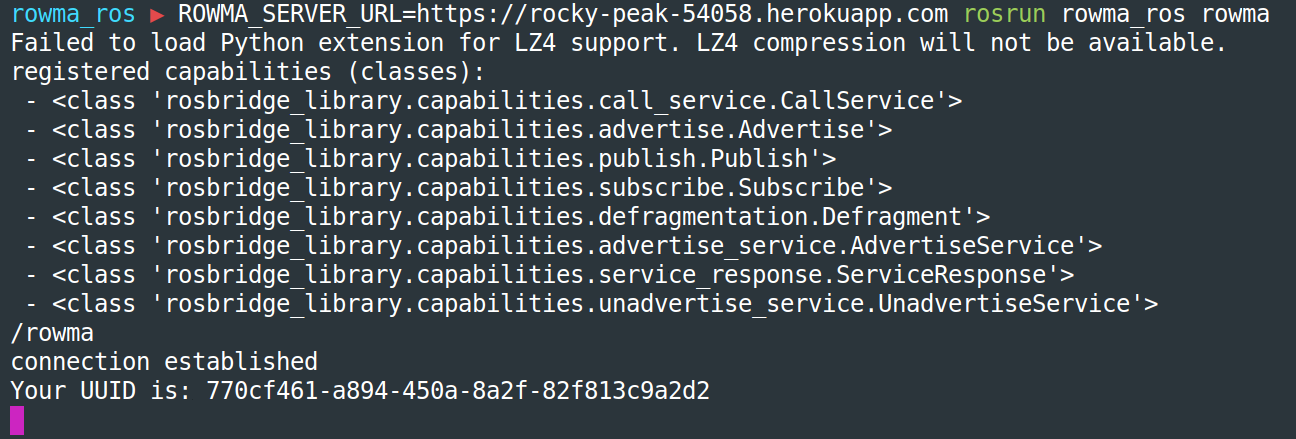 rowma_ros ▶ ROWMA_SERVER_URL=https://rocky-peak-54058.herokuapp.com rosrun rowma_ros rowma
Failed to load Python extension for LZ4 support. LZ4 compression will not be available.
registered capabilities (classes):
 - <class 'rosbridge_library.capabilities.call_service.CallService'>
 - <class 'rosbridge_library.capabilities.advertise.Advertise'>
 - <class 'rosbridge_library.capabilities.publish.Publish'>
 - <class 'rosbridge_library.capabilities.subscribe.Subscribe'>
 - <class 'rosbridge_library.capabilities.defragmentation.Defragment'>
 - <class 'rosbridge_library.capabilities.advertise_service.AdvertiseService'>
 - <class 'rosbridge_library.capabilities.service_response.ServiceResponse'>
 - <class 'rosbridge_library.capabilities.unadvertise_service.UnadvertiseService'>
/rowma
connection established
Your UUID is: 770cf461-a894-450a-8a2f-82f813c9a2d2